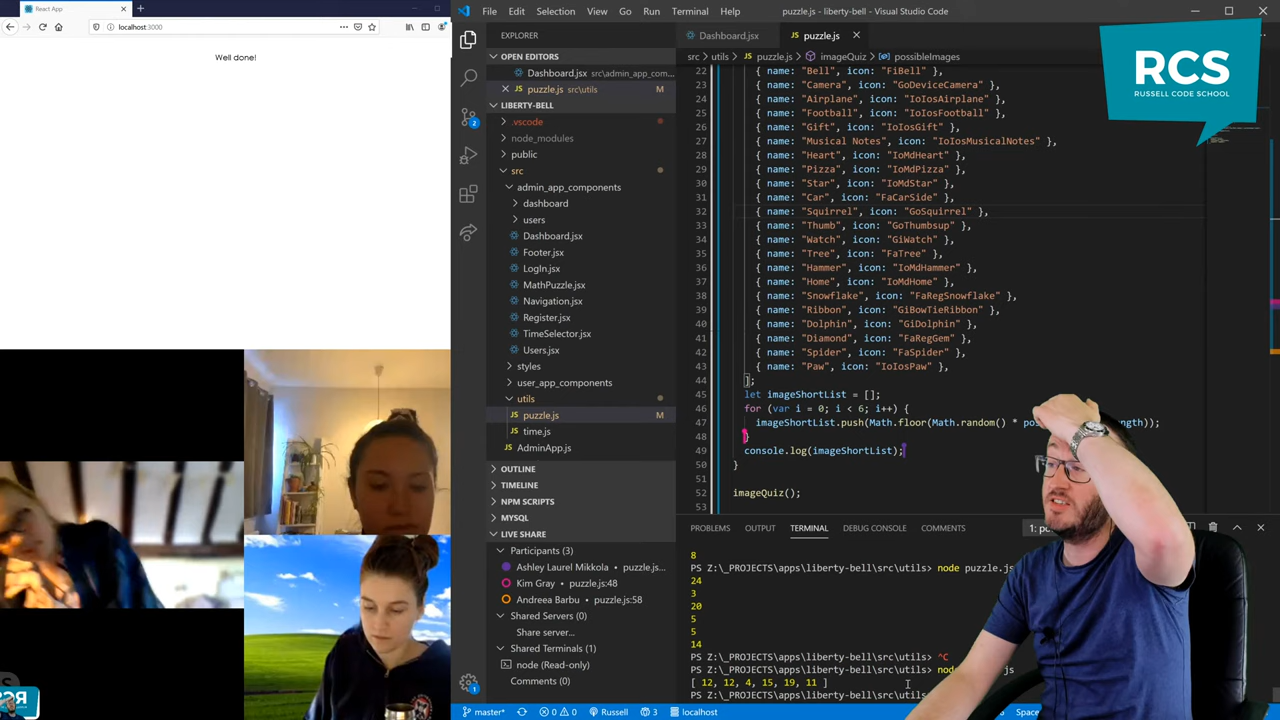 React App
localhost:3000
Well done!
File Edit Selection View Go Run Terminal Help
puzzle.js - liberty-bell - Visual Studio Code
RCS
RUSSELL CODE SCHOOL
EXPLORER
OPEN EDITORS
Dashboard.jsx src\admin_app_com...
puzzle.js src\utils M
LIBERTY-BELL
.vscode
node_modules
public
src
admin_app_components
dashboard
users
Dashboard.jsx
Footer.jsx
LogIn.jsx
MathPuzzle.jsx
Navigation.jsx
Register.jsx
TimeSelector.jsx
Users.jsx
styles
user_app_components
utils
puzzle.js M
time.js
AdminApp.js
OUTLINE
TIMELINE
NPM SCRIPTS
MYSQL
LIVE SHARE
Participants (3)
Ashley Laurel Mikkola puzzle.js:...
Kim Gray • puzzle.js:48
Andreea Barbu • puzzle.js:58
Shared Servers (0)
Share server...
Shared Terminals (1)
node (Read-only)
Comments (0)
Dashboard.jsx puzzle.js
src > utils > puzzle.js > imageQuiz > possibleImages
22 { name: "Bell", icon: "FiBell" },
23 { name: "Camera", icon: "GoDeviceCamera" },
24 { name: "Airplane", icon: "IoIosAirplane" },
25 { name: "Football", icon: "IoIosFootball" },
26 { name: "Gift", icon: "IoIosGift" },
27 { name: "Musical Notes", icon: "IoIosMusicalNotes" },
28 { name: "Heart", icon: "IoMdHeart" },
29 { name: "Pizza", icon: "IoMdPizza" },
30 { name: "Star", icon: "IoMdStar" },
31 { name: "Car", icon: "FaCarSide" },
32 { name: "Squirrel", icon: "GoSquirrel" },
33 { name: "Thumb", icon: "GoThumbsup" },
34 { name: "Watch", icon: "GiWatch" },
35 { name: "Tree", icon: "FaTree" },
36 { name: "Hammer", icon: "IoMdHammer" },
37 { name: "Home", icon: "IoMdHome" },
38 { name: "Snowflake", icon: "FaRegSnowflake" },
39 { name: "Ribbon", icon: "GiBowTieRibbon" },
40 { name: "Dolphin", icon: "GiDolphin" },
41 { name: "Diamond", icon: "FaRegGem" },
42 { name: "Spider", icon: "FaSpider" },
43 { name: "Paw", icon: "IoIosPaw" },
44 ];
45 let imageShortList = [];
46 for (var i = 0; i < 6; i++) {
47 imageShortList.push(Math.floor(Math.random() * ength));
48 }
49 console.log(imageShortList);
50 }
51
52 imageQuiz();
53
PROBLEMS OUTPUT TERMINAL DEBUG CONSOLE COMMENTS
8
PS Z:\_PROJECTS\apps\liberty-bell\src\utils> node puzzle.js
24
3
20
5
5
14
PS Z:\_PROJECTS\apps\liberty-bell\src\utils> ^C
PS Z:\_PROJECTS\apps\liberty-bell\src\utils> node js
[ 12, 12, 4, 15, 19, 11 ]
PS Z:\_PROJECTS\apps\liberty-bell\src\utils>
RCS
master* 0 0 Russell 3 localhost